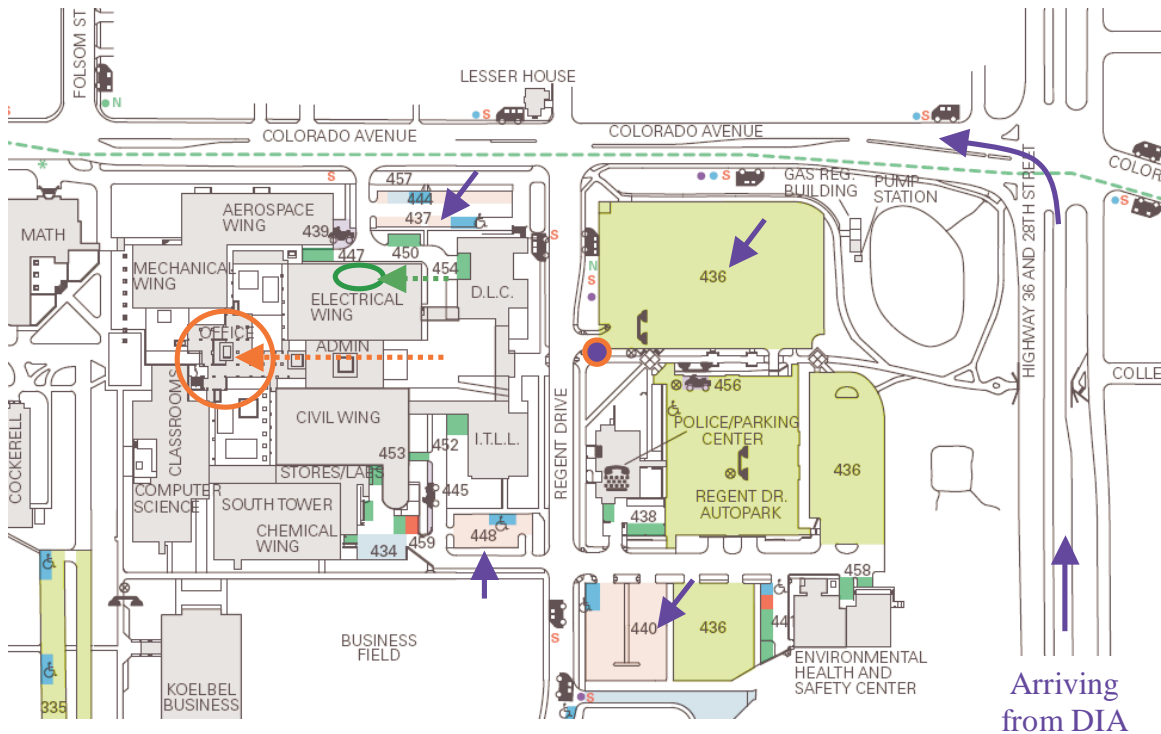 FOLSOM ST
N
S
LESSER HOUSE
S
S
COLORADO AVENUE
COLORADO AVENUE
HIGHWAY 36 AND 28TH STREET
COLOR
S
*
S
457
444
437
AEROSPACE
WING
439
MATH
447
450
454
MECHANICAL
WING
ELECTRICAL
WING
D.L.C.
S
S
GAS REG.
BUILDING
PUMP
STATION
436
N
S
OFFICE
ADMIN
CLASSROOMS
CIVIL WING
REGENT DRIVE
456
COLLE
POLICE/PARKING
CENTER
COCKERELL
453
452
I.T.L.L.
436
STORES/LABS
COMPUTER
SCIENCE
SOUTH TOWER
445
REGENT DR.
AUTOPARK
CHEMICAL
WING
434
459
448
438
458
440
436
441
S
BUSINESS
FIELD
ENVIRONMENTAL
HEALTH AND
SAFETY CENTER
KOELBEL
BUSINESS
335
S
Arriving
from DIA